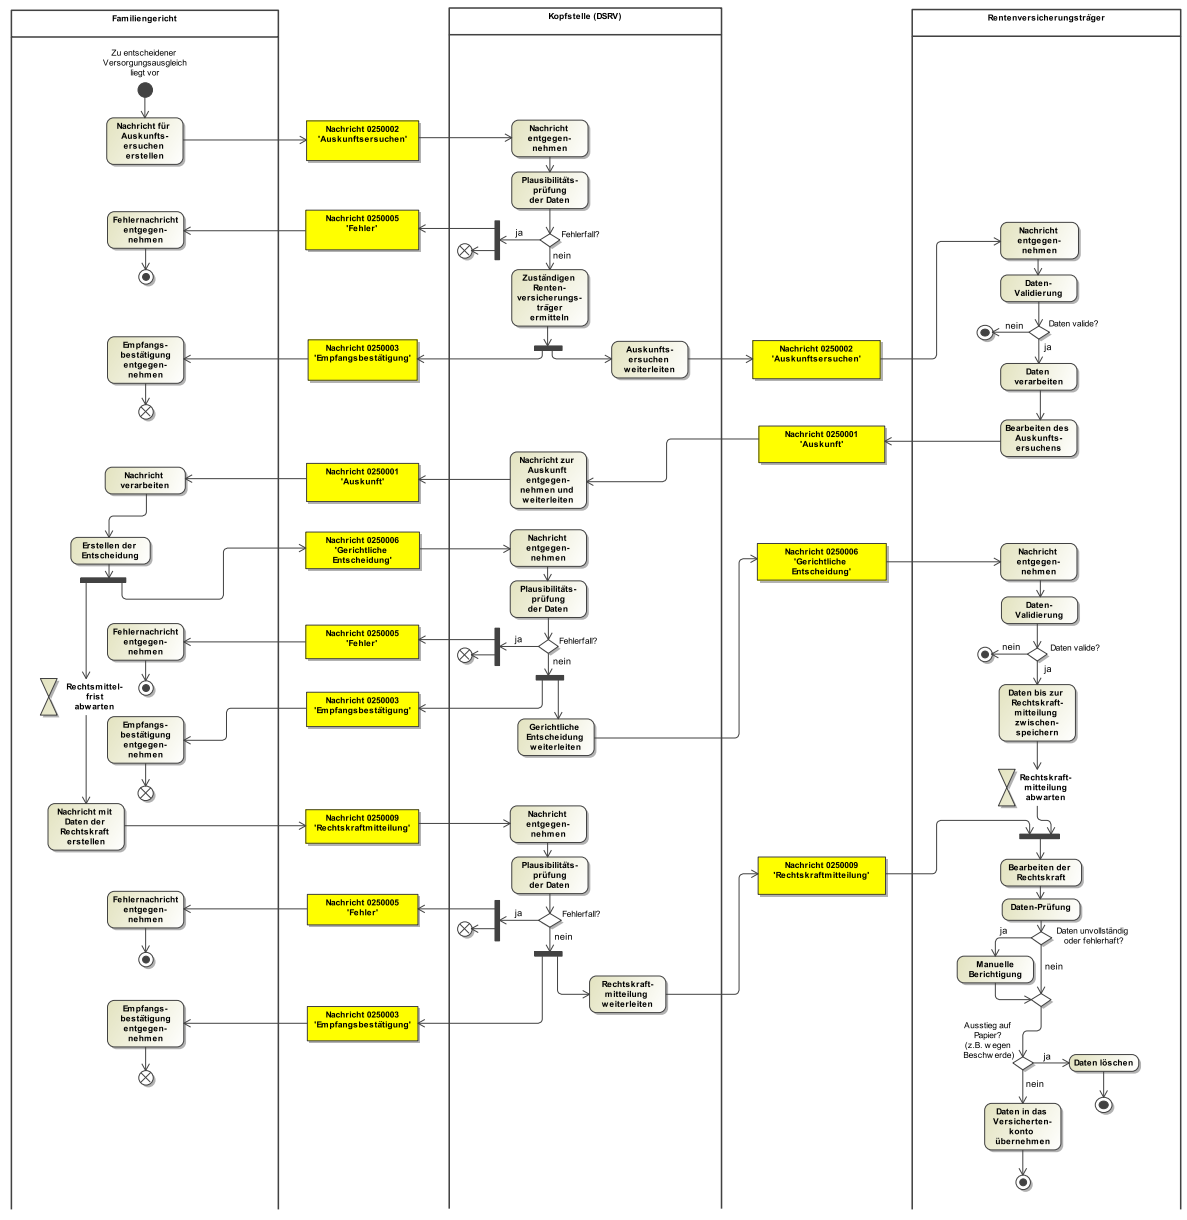 Familiengericht
Kopfstelle (DSRV)
Rentenversicherungsträger
Zu entscheidener
Versorgungsausgleich
liegt vor
Nachricht für
Auskunfts-
ersuchen
erstellen
Nachricht 0250002
'Auskunftsersuchen'
Nachricht
entgegen-
nehmen
Plausibilitäts-
prüfung
der Daten
Fehlerfall?
ja
nein
Nachricht 0250005
'Fehler'
Fehlernachricht
entgegen-
nehmen
Zuständigen
Renten-
versicherungs-
träger
ermitteln
Nachricht 0250003
'Empfangsbestätigung'
Empfangs-
bestätigung
entgegen-
nehmen
Auskunfts-
ersuchen
weiterleiten
Nachricht 0250002
'Auskunftsersuchen'
Nachricht
entgegen-
nehmen
Daten-
Validierung
Daten valide?
nein
ja
Daten
verarbeiten
Bearbeiten des
Auskunfts-
ersuchens
Nachricht 0250001
'Auskunft'
Nachricht zur
Auskunft
entgegen-
nehmen und
weiterleiten
Nachricht 0250001
'Auskunft'
Nachricht
verarbeiten
Erstellen der
Entscheidung
Nachricht 0250006
'Gerichtliche
Entscheidung'
Nachricht
entgegen-
nehmen
Plausibilitäts-
prüfung
der Daten
Fehlerfall?
ja
nein
Nachricht 0250005
'Fehler'
Fehlernachricht
entgegen-
nehmen
Rechtsmittel-
frist
abwarten
Nachricht 0250003
'Empfangsbestätigung'
Empfangs-
bestätigung
entgegen-
nehmen
Gerichtliche
Entscheidung
weiterleiten
Nachricht 0250006
'Gerichtliche
Entscheidung'
Nachricht
entgegen-
nehmen
Daten-
Validierung
Daten valide?
nein
ja
Daten bis zur
Rechtskraft-
mitteilung
zwischen-
speichern
Rechtskraft-
mitteilung
abwarten
Nachricht mit
Daten der
Rechtskraft
erstellen
Nachricht 0250009
'Rechtskraftmitteilung'
Nachricht
entgegen-
nehmen
Plausibilitäts-
prüfung
der Daten
Fehlerfall?
ja
nein
Nachricht 0250005
'Fehler'
Fehlernachricht
entgegen-
nehmen
Rechtskraft-
mitteilung
weiterleiten
Nachricht 0250003
'Empfangsbestätigung'
Empfangs-
bestätigung
entgegen-
nehmen
Nachricht 0250009
'Rechtskraftmitteilung'
Bearbeiten der
Rechtskraft
Daten-Prüfung
Daten unvollständig
oder fehlerhaft?
ja
nein
Manuelle
Berichtigung
Ausstieg auf
Papier?
(z.B. wegen
Beschwerde)
ja
nein
Daten löschen
Daten in das
Versicherten-
konto
übernehmen